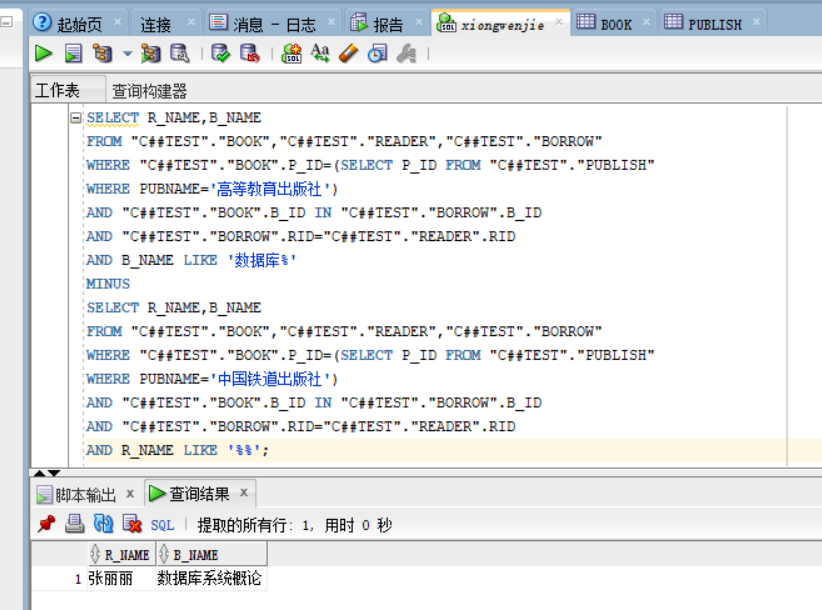 起始页 连接 消息 - 日志 报告 xiongwenjie BOOK PUBLISH
工作表 查询构建器
SELECT R_NAME,B_NAME
FROM "C##TEST"."BOOK","C##TEST"."READER","C##TEST"."BORROW"
WHERE "C##TEST"."BOOK".P_ID=(SELECT P_ID FROM "C##TEST"."PUBLISH"
WHERE PUBNAME='高等教育出版社')
AND "C##TEST"."BOOK".B_ID IN "C##TEST"."BORROW".B_ID
AND "C##TEST"."BORROW".RID="C##TEST"."READER".RID
AND B_NAME LIKE '数据库%'
MINUS
SELECT R_NAME,B_NAME
FROM "C##TEST"."BOOK","C##TEST"."READER","C##TEST"."BORROW"
WHERE "C##TEST"."BOOK".P_ID=(SELECT P_ID FROM "C##TEST"."PUBLISH"
WHERE PUBNAME='中国铁道出版社')
AND "C##TEST"."BOOK".B_ID IN "C##TEST"."BORROW".B_ID
AND "C##TEST"."BORROW".RID="C##TEST"."READER".RID
AND R_NAME LIKE '%%';
脚本输出 查询结果
SQL 提取的所有行: 1, 用时 0 秒
R_NAME B_NAME
1 张丽丽 数据库系统概论